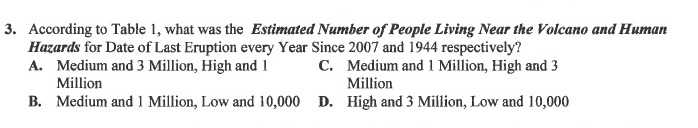 3. According to Table 1, what was the Estimated Number of People Living Near the Volcano and Human
Hazards for Date of Last Eruption every Year Since 2007 and 1944 respectively?
A. Medium and 3 Million, High and 1 C. Medium and 1 Million, High and 3
Million Million
B. Medium and 1 Million, Low and 10,000 D. High and 3 Million, Low and 10,000